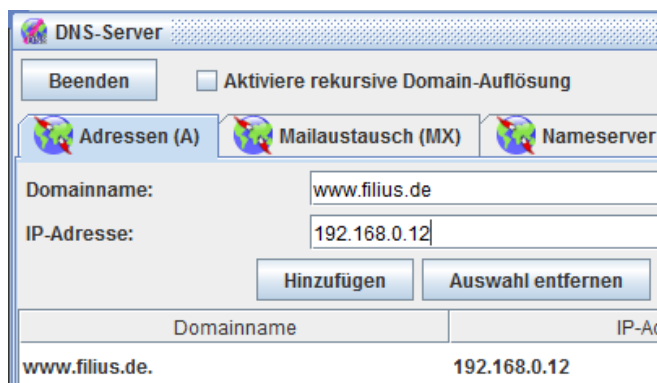 DNS-Server
Beenden Aktiviere rekursive Domain-Auflösung
Adressen (A) Mailaustausch (MX) Nameserver
Domainname: www.filius.de
IP-Adresse: 192.168.0.12
Hinzufügen Auswahl entfernen
Domainname
www.filius.de. 192.168.0.12